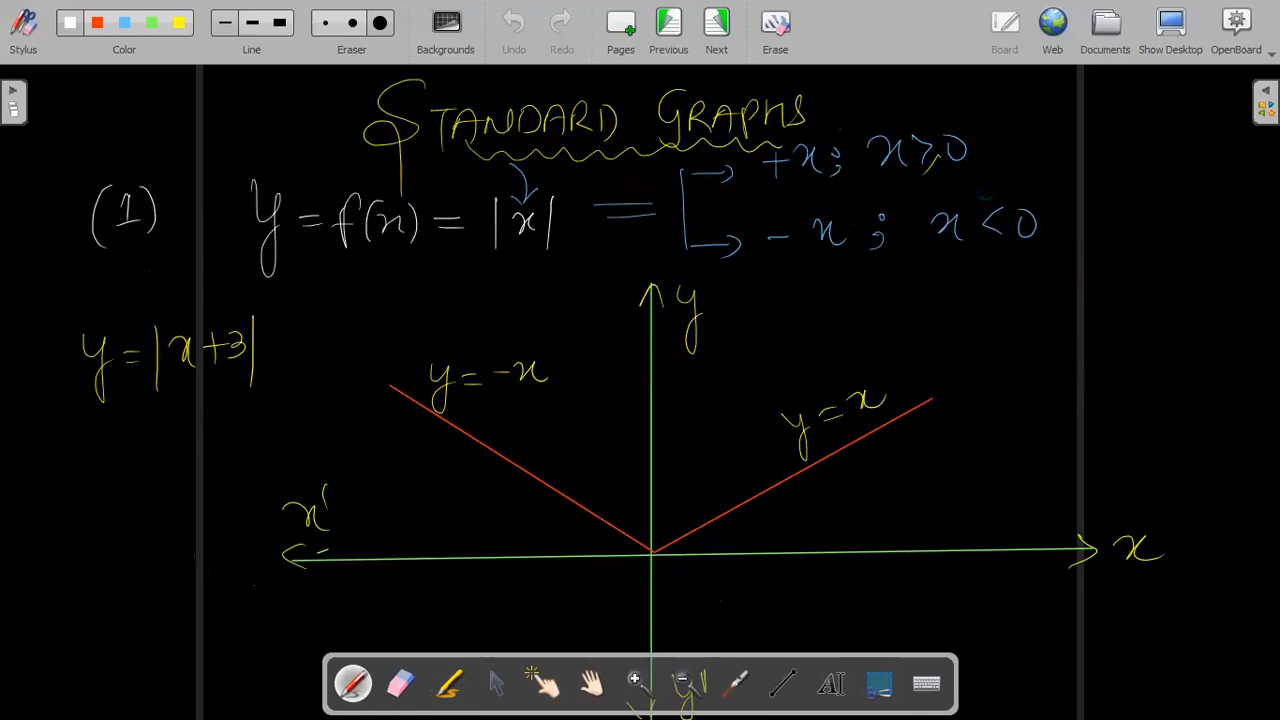 Stylus Color Line Eraser Backgrounds Undo Redo Pages Previous Next Erase Board Web Documents Show Desktop OpenBoard
STANDARD GRAPHS
(1) y = f(x) = |x| = +x; x ≥ 0
- x ; x < 0
y
y = |x+3|
y = -x
y = x
x'
x
y'
AI